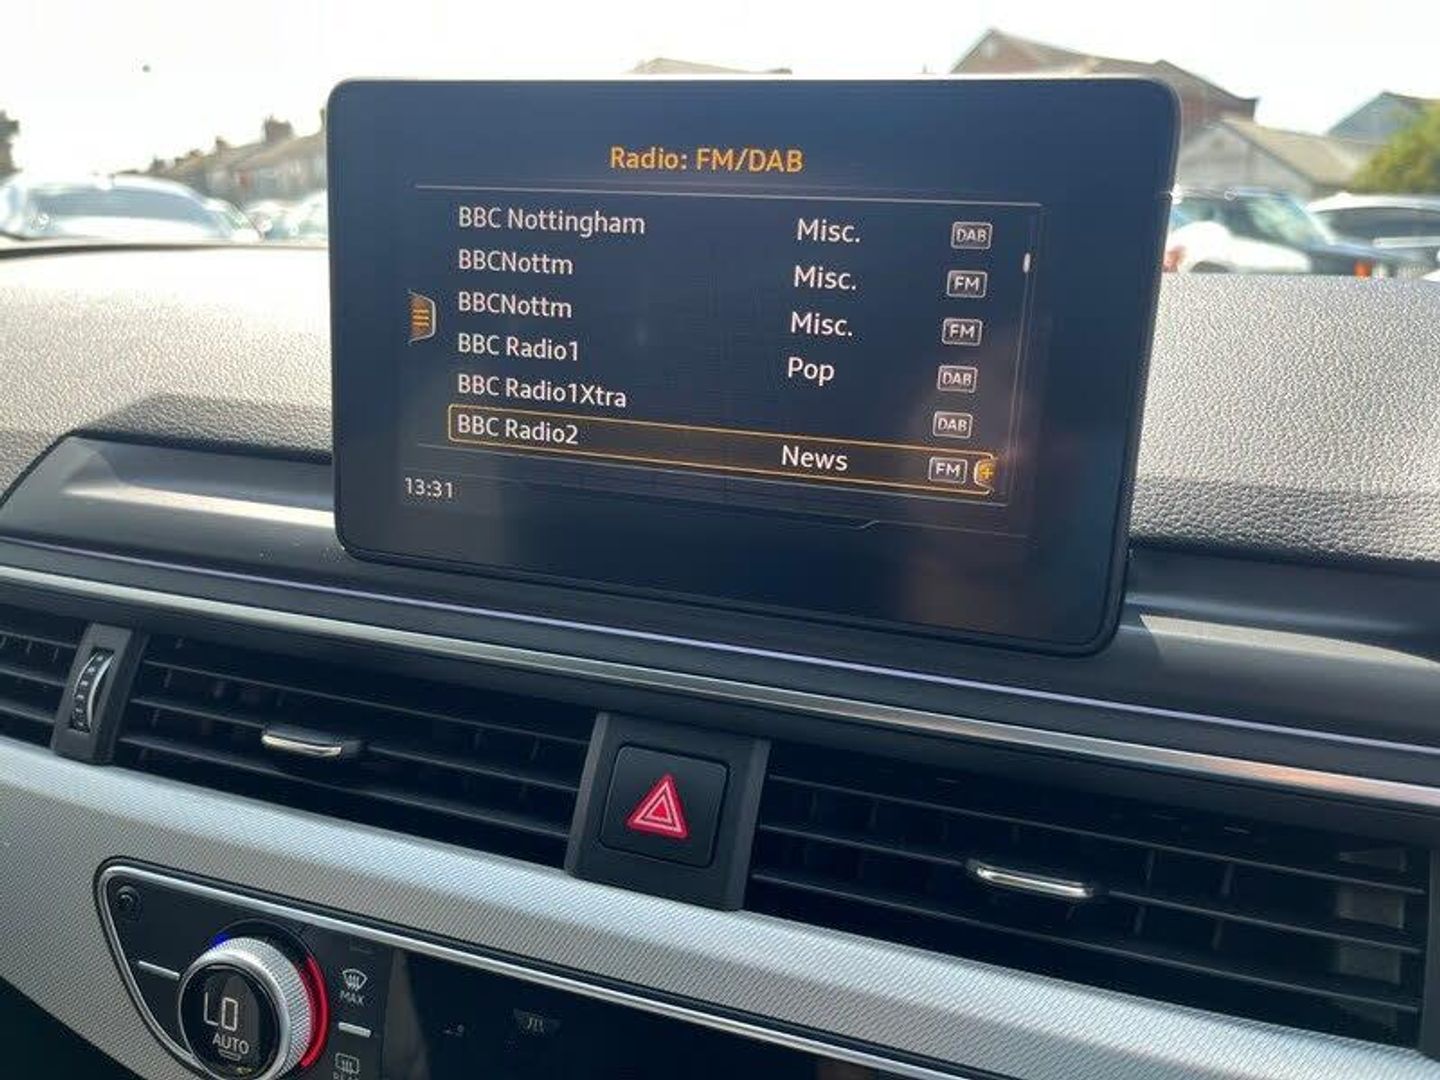 Radio: FM/DAB
BBC Nottingham Misc. DAB
BBCNottm Misc. FM
BBCNottm Misc. FM
BBC Radio1 Pop DAB
BBC Radio1Xtra DAB
BBC Radio2 News FM
13:31
LO
AUTO
MAX